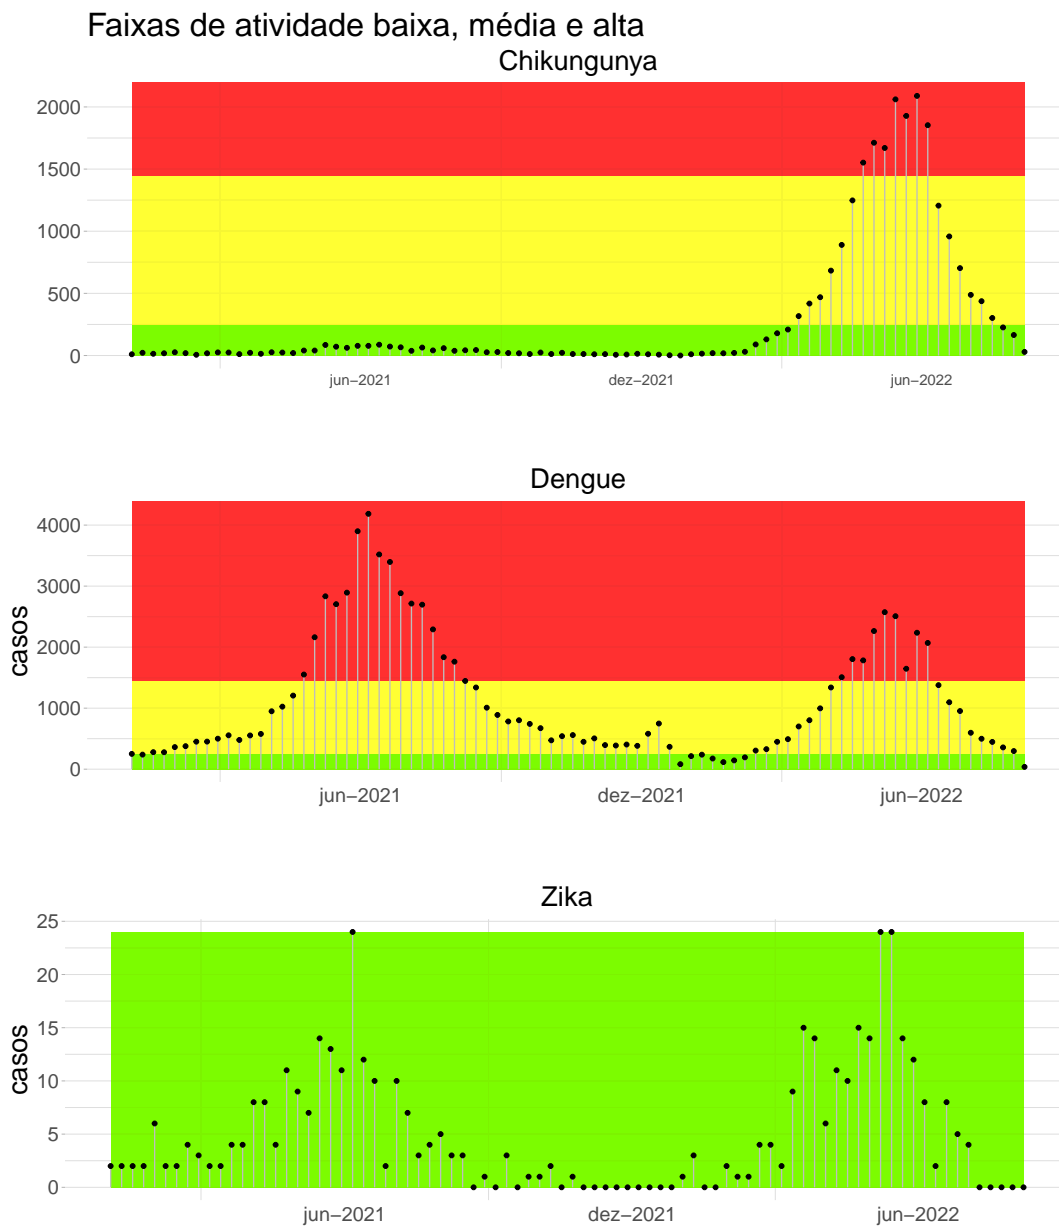 Faixas de atividade baixa, média e alta
Chikungunya
2000
1500
1000
500
0
jun−2021
dez−2021
jun−2022
Dengue
casos
4000
3000
2000
1000
0
jun−2021
dez−2021
jun−2022
Zika
casos
25
20
15
10
5
0
jun−2021
dez−2021
jun−2022